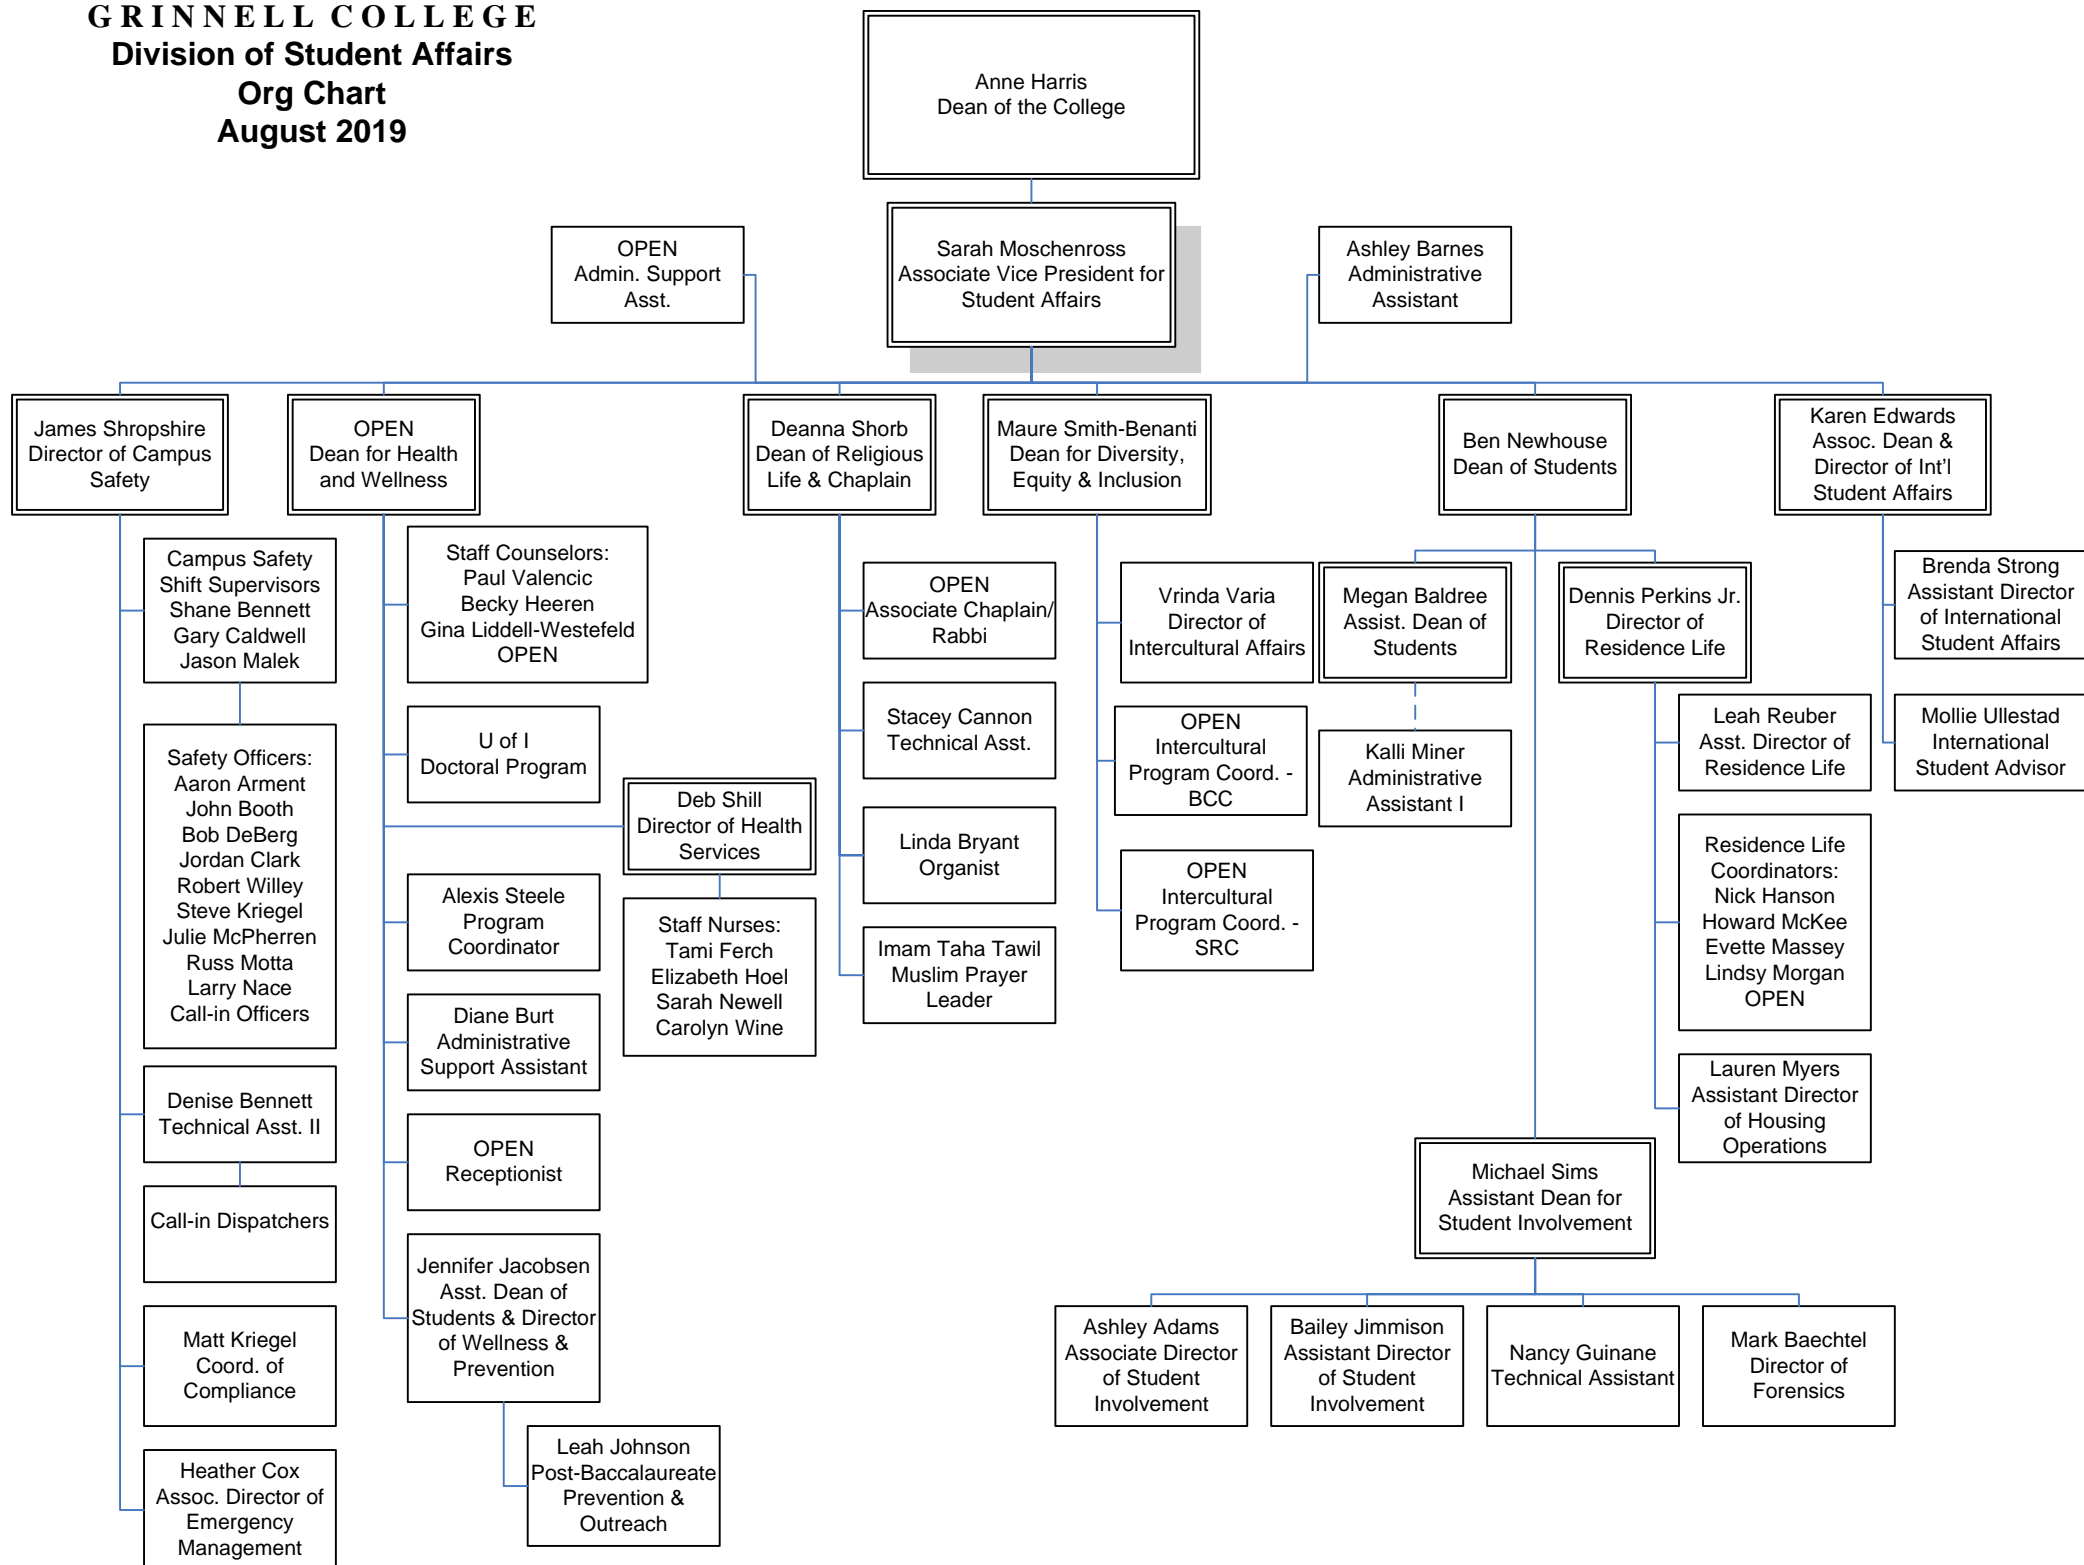 GRINNELL COLLEGE
Division of Student Affairs
Org Chart
August 2019
Anne Harris
Dean of the College
OPEN
Admin. Support
Asst.
Sarah Moschenross
Associate Vice President for
Student Affairs
Ashley Barnes
Administrative
Assistant
James Shropshire
Director of Campus
Safety
OPEN
Dean for Health
and Wellness
Deanna Shorb
Dean of Religious
Life & Chaplain
Maure Smith-Benanti
Dean for Diversity,
Equity & Inclusion
Ben Newhouse
Dean of Students
Karen Edwards
Assoc. Dean &
Director of Int'l
Student Affairs
Campus Safety
Shift Supervisors
Shane Bennett
Gary Caldwell
Jason Malek
Safety Officers:
Aaron Arment
John Booth
Bob DeBerg
Jordan Clark
Robert Willey
Steve Kriegel
Julie McPherren
Russ Motta
Larry Nace
Call-in Officers
Denise Bennett
Technical Asst. II
Call-in Dispatchers
Matt Kriegel
Coord. of
Compliance
Heather Cox
Assoc. Director of
Emergency
Management
Staff Counselors:
Paul Valencic
Becky Heeren
Gina Liddell-Westefeld
OPEN
U of I
Doctoral Program
Deb Shill
Director of Health
Services
Staff Nurses:
Tami Ferch
Elizabeth Hoel
Sarah Newell
Carolyn Wine
Alexis Steele
Program
Coordinator
Diane Burt
Administrative
Support Assistant
OPEN
Receptionist
Jennifer Jacobsen
Asst. Dean of
Students & Director
of Wellness &
Prevention
Leah Johnson
Post-Baccalaureate
Prevention &
Outreach
OPEN
Associate Chaplain/
Rabbi
Stacey Cannon
Technical Asst.
Linda Bryant
Organist
Imam Taha Tawil
Muslim Prayer
Leader
Vrinda Varia
Director of
Intercultural Affairs
OPEN
Intercultural
Program Coord. -
BCC
OPEN
Intercultural
Program Coord. -
SRC
Megan Baldree
Assist. Dean of
Students
Kalli Miner
Administrative
Assistant I
Dennis Perkins Jr.
Director of
Residence Life
Leah Reuber
Asst. Director of
Residence Life
Residence Life
Coordinators:
Nick Hanson
Howard McKee
Evette Massey
Lindsy Morgan
OPEN
Lauren Myers
Assistant Director
of Housing
Operations
Brenda Strong
Assistant Director
of International
Student Affairs
Mollie Ullestad
International
Student Advisor
Michael Sims
Assistant Dean for
Student Involvement
Ashley Adams
Associate Director
of Student
Involvement
Bailey Jimmison
Assistant Director
of Student
Involvement
Nancy Guinane
Technical Assistant
Mark Baechtel
Director of
Forensics